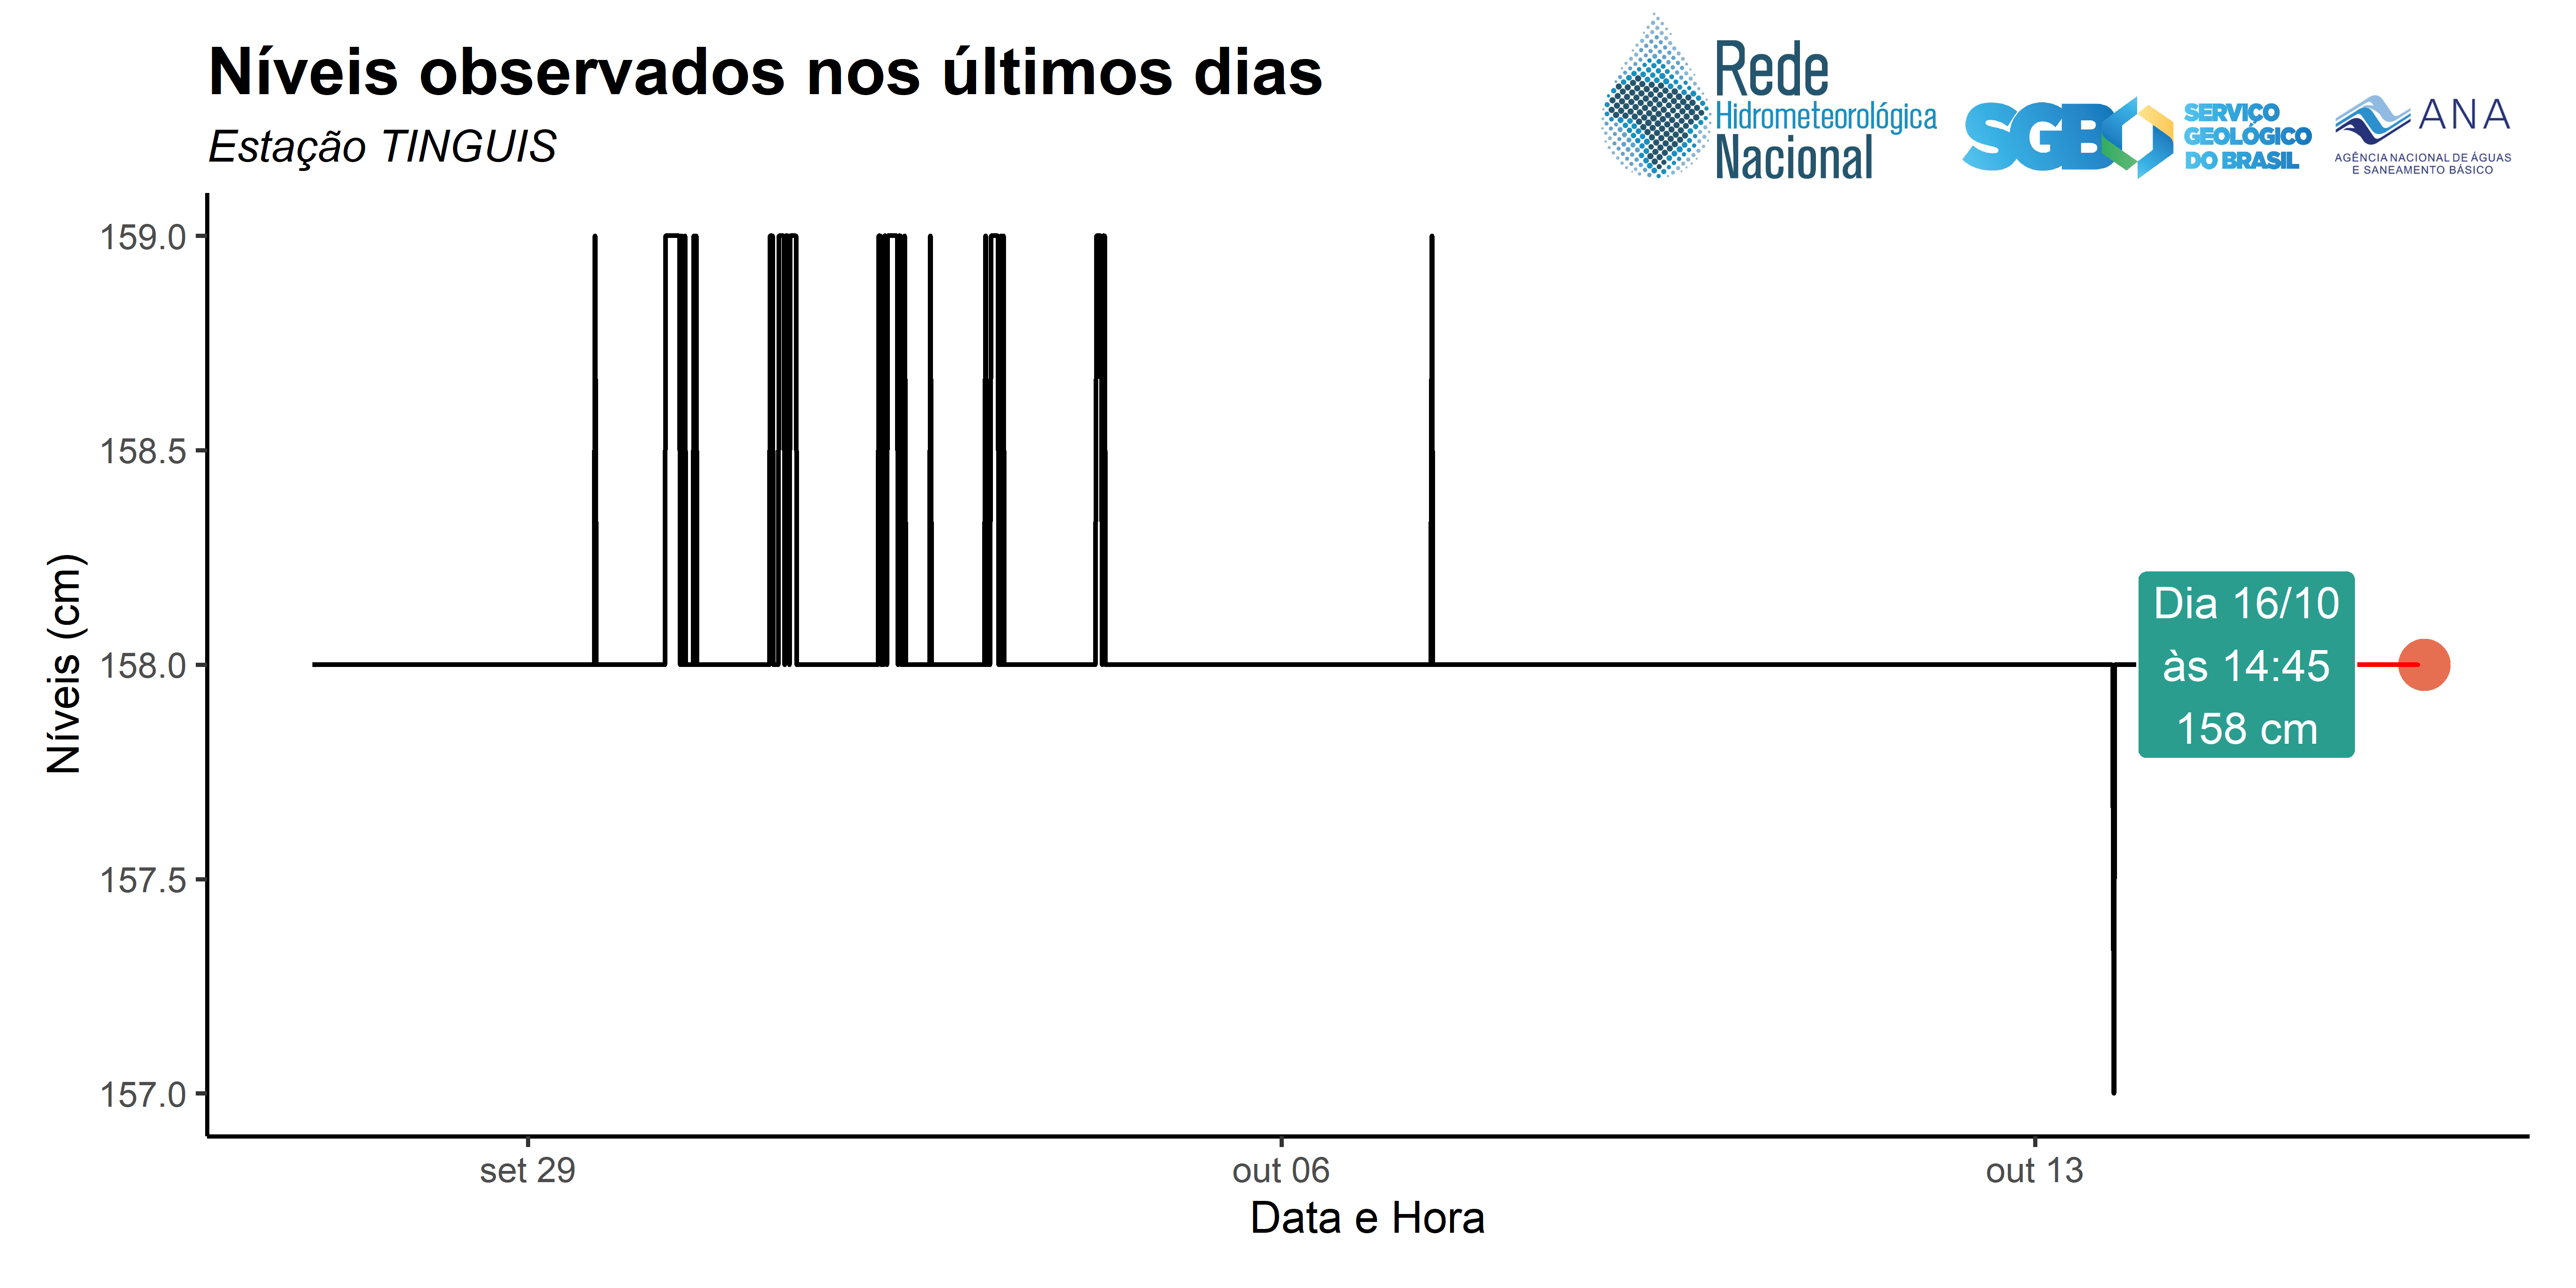 Níveis observados nos últimos dias
Estação TINGUIS
Rede
Hidrometeorológica
Nacional
SGB
SERVIÇO
GEOLÓGICO
DO BRASIL
ANA
AGÊNCIA NACIONAL DE ÁGUAS
E SANEAMENTO BÁSICO
Níveis (cm)
159.0
158.5
158.0
157.5
157.0
Dia 16/10
às 14:45
158 cm
set 29
out 06
out 13
Data e Hora